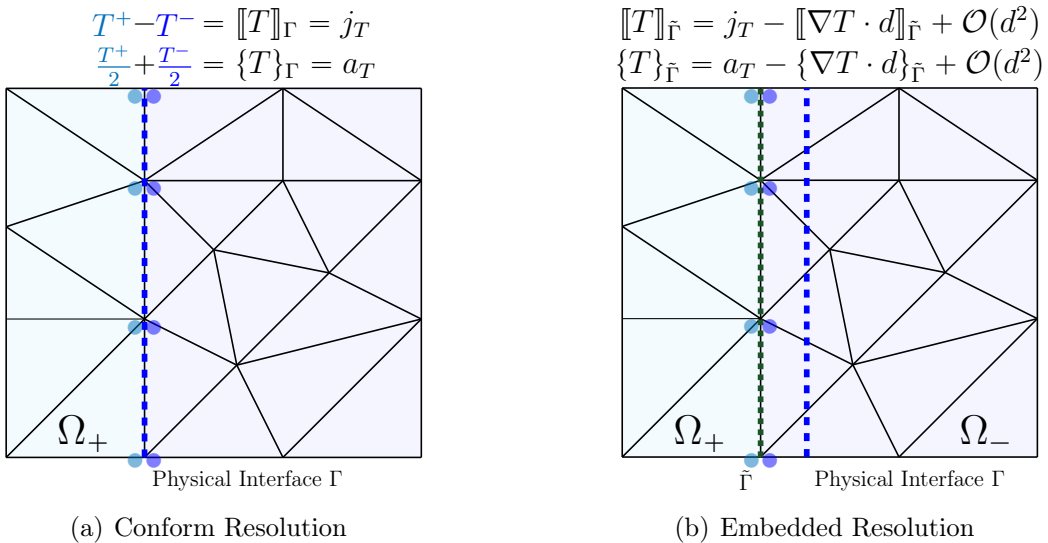 T⁺−T⁻ = ⟦T⟧_Γ = j_T
T⁺/2 + T⁻/2 = {T}_Γ = a_T
⟦T⟧_Γ̃ = j_T − ⟦∇T · d⟧_Γ̃ + 𝒪(d²)
{T}_Γ̃ = a_T − {∇T · d}_Γ̃ + 𝒪(d²)
Ω₊
Physical Interface Γ
(a) Conform Resolution
Ω₊
Ω₋
Γ̃
Physical Interface Γ
(b) Embedded Resolution